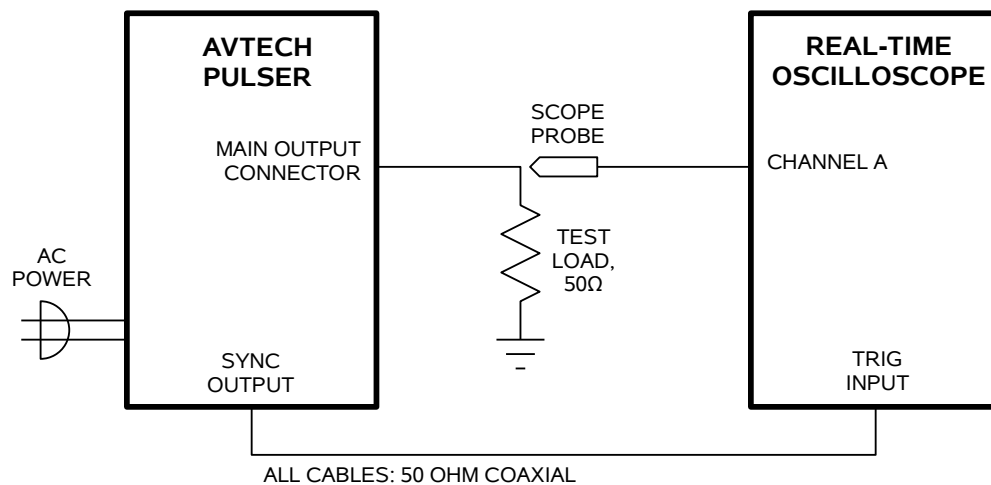 AVTECH
PULSER
REAL-TIME
OSCILLOSCOPE
SCOPE
PROBE
MAIN OUTPUT
CONNECTOR
CHANNEL A
TEST
LOAD,
50Ω
AC
POWER
SYNC
OUTPUT
TRIG
INPUT
ALL CABLES: 50 OHM COAXIAL